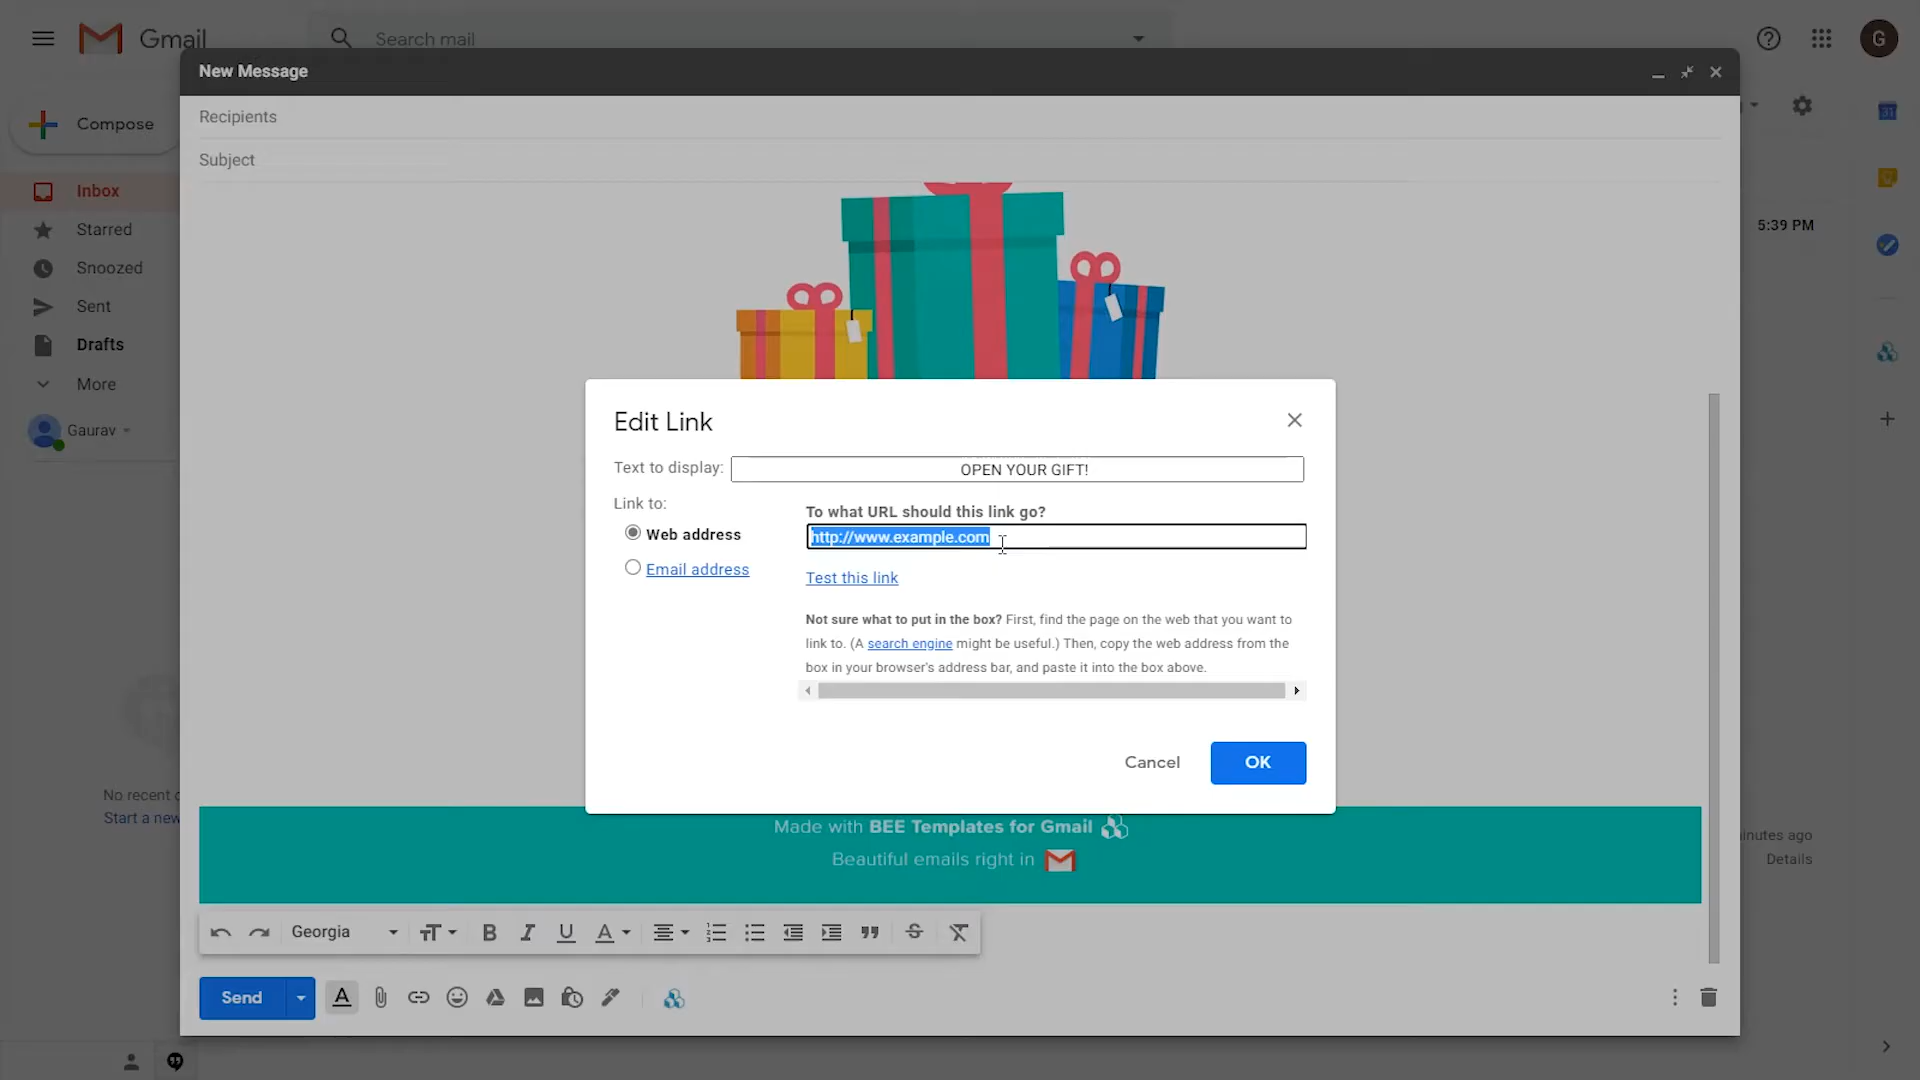 Gmail
Search mail
G
New Message
Recipients
Subject
Compose
31
Inbox
Starred
5:39 PM
Snoozed
Sent
Drafts
More
Gaurav
Edit Link
Text to display: OPEN YOUR GIFT!
Link to:
To what URL should this link go?
Web address
http://www.example.com
Email address
Test this link
Not sure what to put in the box? First, find the page on the web that you want to
link to. (A search engine might be useful.) Then, copy the web address from the
box in your browser's address bar, and paste it into the box above.
Cancel
OK
No recent c
Start a new
Made with BEE Templates for Gmail
Beautiful emails right in
inutes ago
Details
Georgia
Send